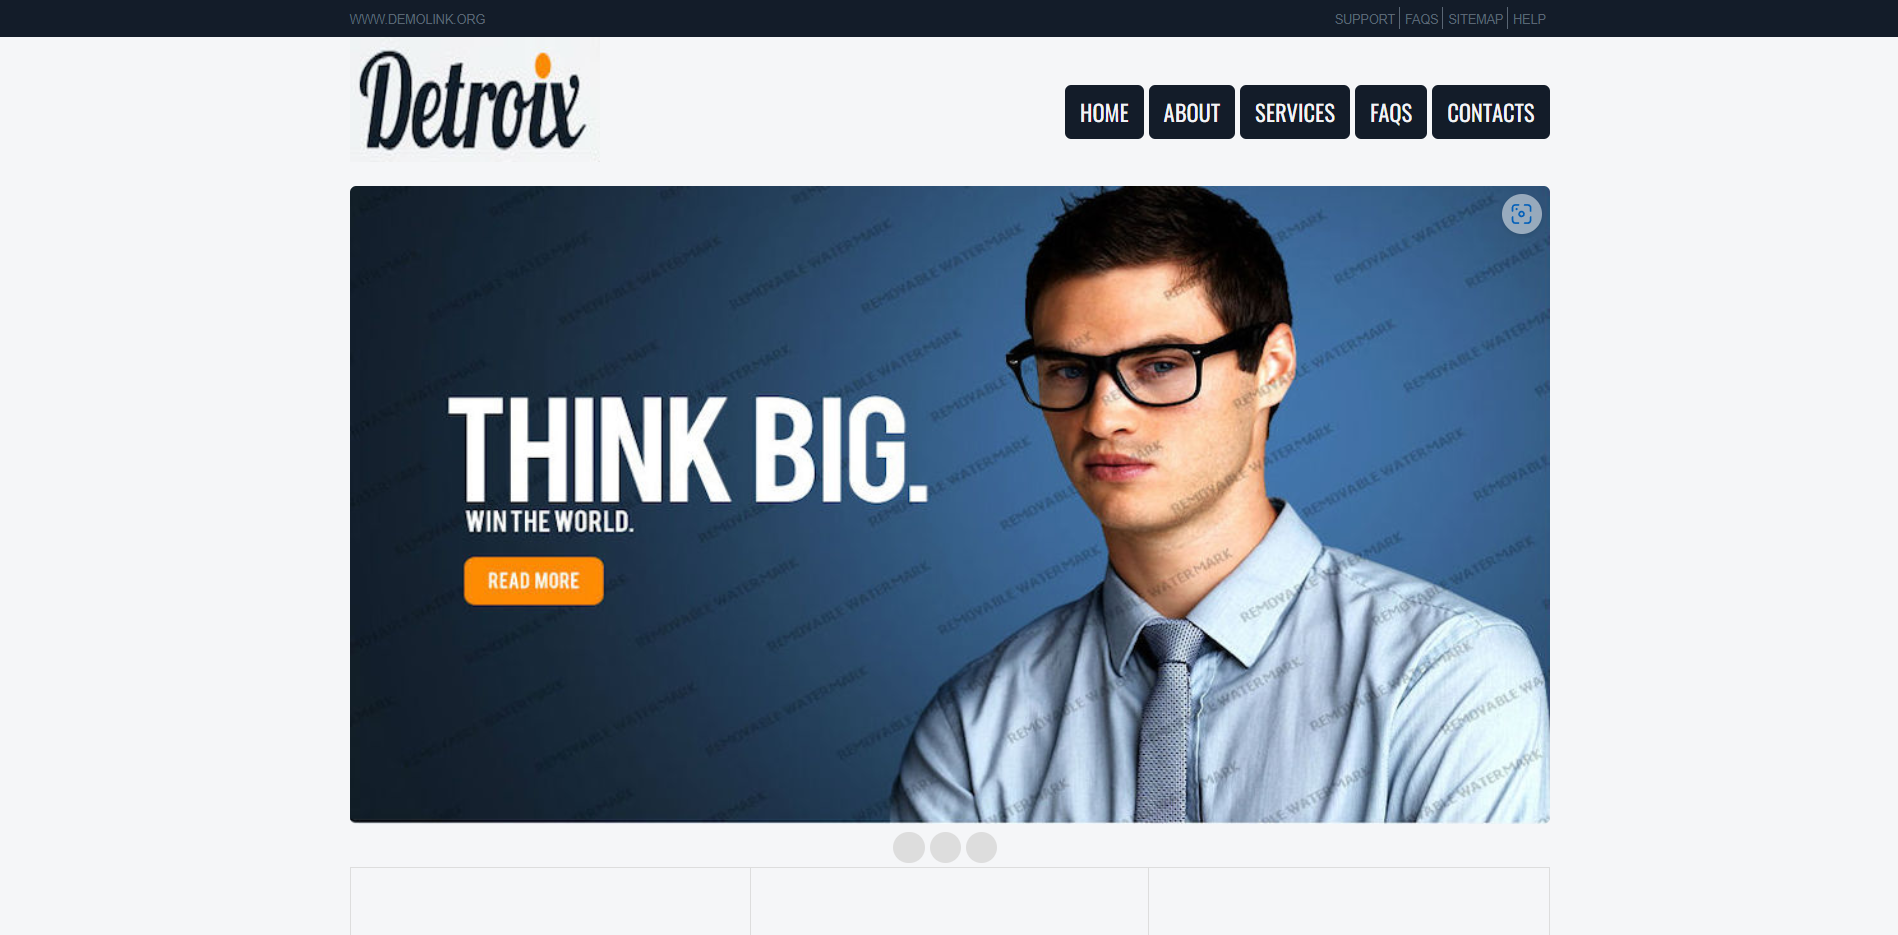 WWW.DEMOLINK.ORG
SUPPORT FAQS SITEMAP HELP
Detroix
HOME ABOUT SERVICES FAQS CONTACTS
THINK BIG.
WIN THE WORLD.
READ MORE
REMOVABLE WATERMARK